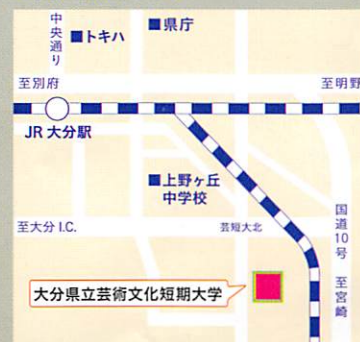 中央通り
■トキハ
■県庁
至別府
至明野
JR 大分駅
■上野ヶ丘
中学校
至大分 I.C.
芸短大北
国道10号 至宮崎
大分県立芸術文化短期大学